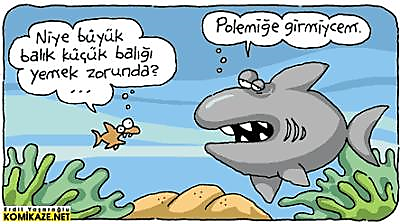 Niye büyük
balık küçük balığı
yemek zorunda?
...
Polemiğe girmiycem.
Erdil Yaşaroğlu
KOMIKAZE.NET